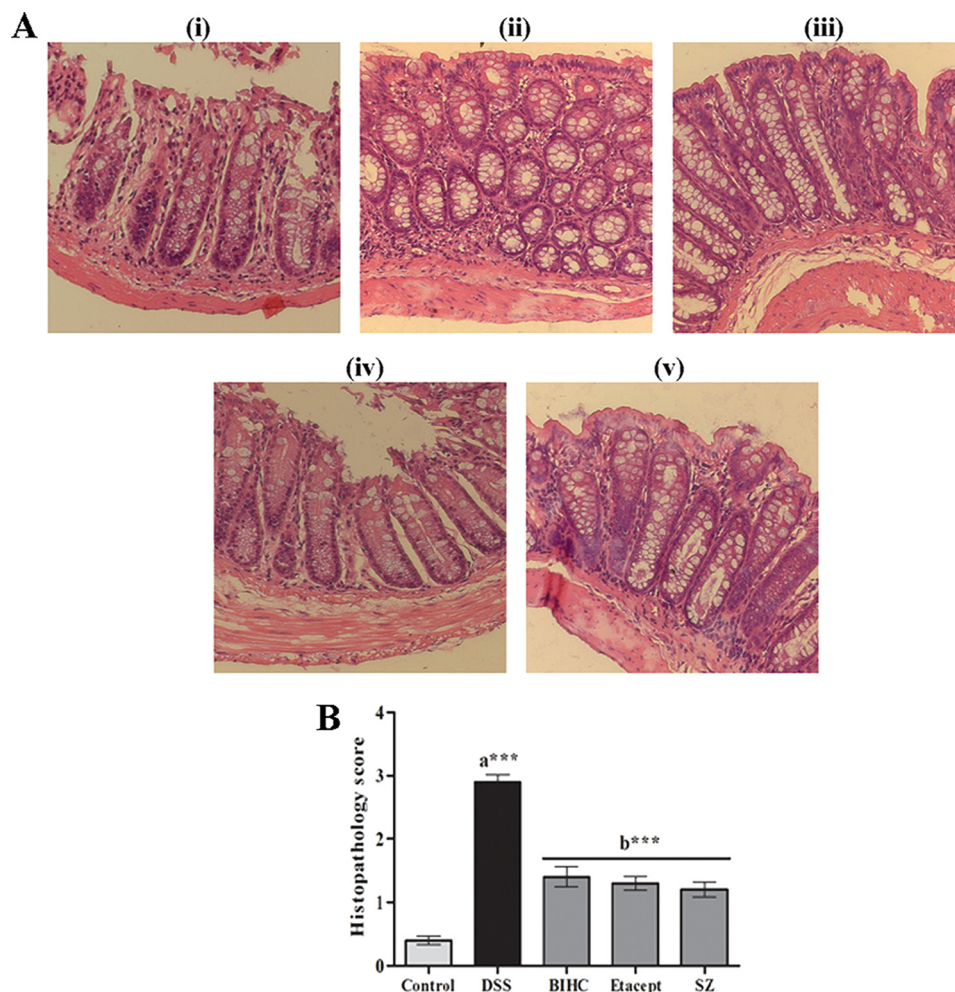 A
(i)
(ii)
(iii)
(iv)
(v)
B
Histopathology score
4
3
2
1
0
a***
b***
Control
DSS
BIHC
Etacept
SZ